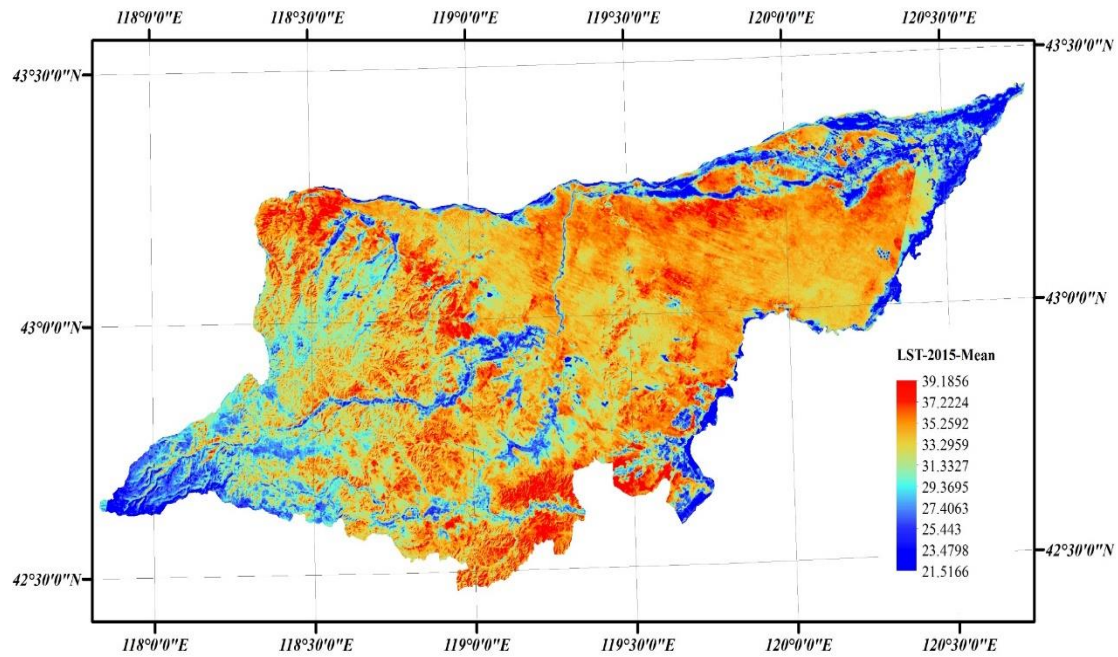 118°0'0"E 118°30'0"E 119°0'0"E 119°30'0"E 120°0'0"E 120°30'0"E
43°30'0"N 43°30'0"N
43°0'0"N 43°0'0"N
LST-2015-Mean
39.1856
37.2224
35.2592
33.2959
31.3327
29.3695
27.4063
25.443
23.4798
21.5166
42°30'0"N 42°30'0"N
118°0'0"E 118°30'0"E 119°0'0"E 119°30'0"E 120°0'0"E 120°30'0"E